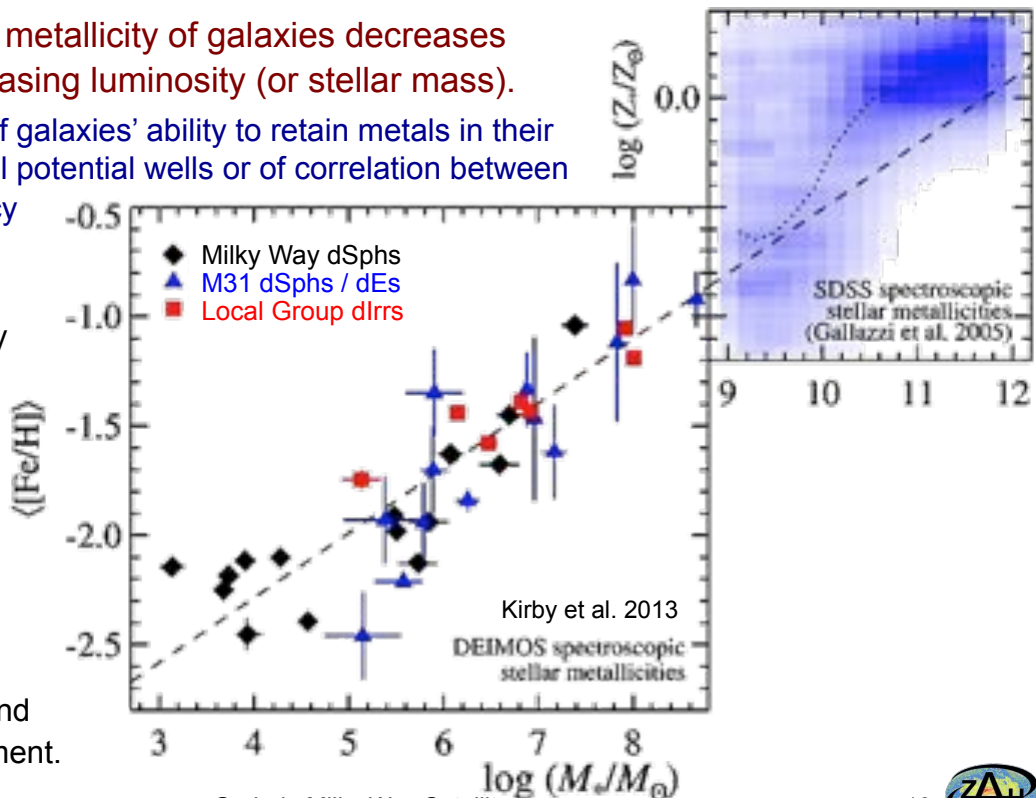 metallicity of galaxies decreases
easing luminosity (or stellar mass).
of galaxies' ability to retain metals in their
l potential wells or of correlation between
cy
y
nd
ment.
log (Z*/Z⊙)
0.0
SDSS spectroscopic
stellar metallicities
(Gallazzi et al. 2005)
9 10 11 12
⟨[Fe/H]⟩
-0.5
-1.0
-1.5
-2.0
-2.5
Milky Way dSphs
M31 dSphs / dEs
Local Group dIrrs
Kirby et al. 2013
DEIMOS spectroscopic
stellar metallicities
3 4 5 6 7 8
log (M*/M⊙)